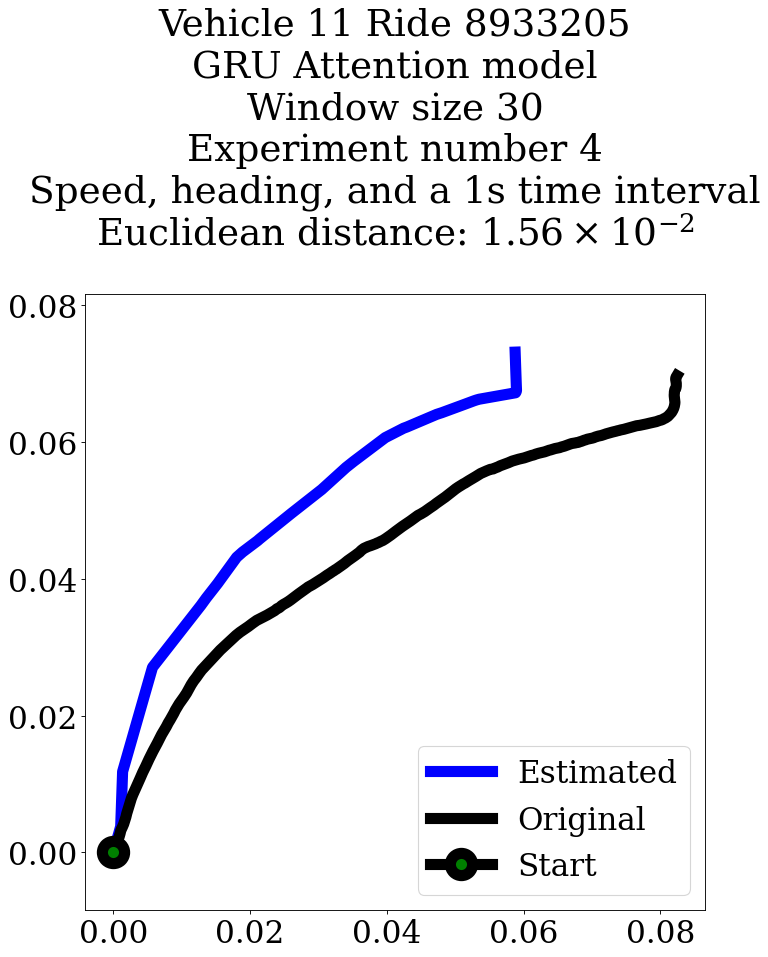 Vehicle 11 Ride 8933205
GRU Attention model
Window size 30
Experiment number 4
Speed, heading, and a 1s time interval
Euclidean distance: 1.56 × 10⁻²
0.08
0.06
0.04
0.02
0.00
Estimated
Original
Start
0.00 0.02 0.04 0.06 0.08